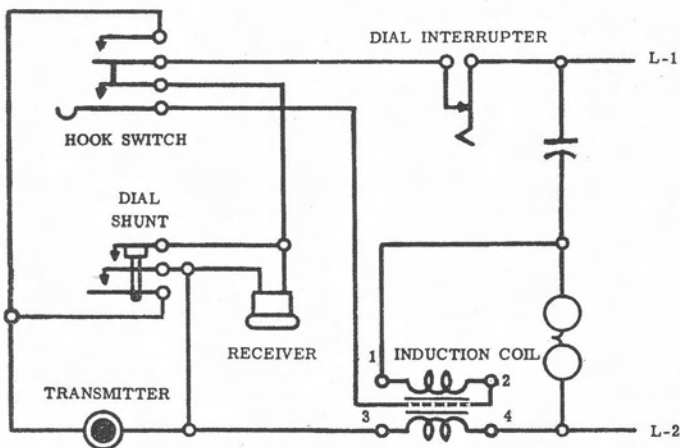 DIAL INTERRUPTER
L-1
HOOK SWITCH
DIAL
SHUNT
RECEIVER
1
INDUCTION COIL
2
TRANSMITTER
3
4
L-2